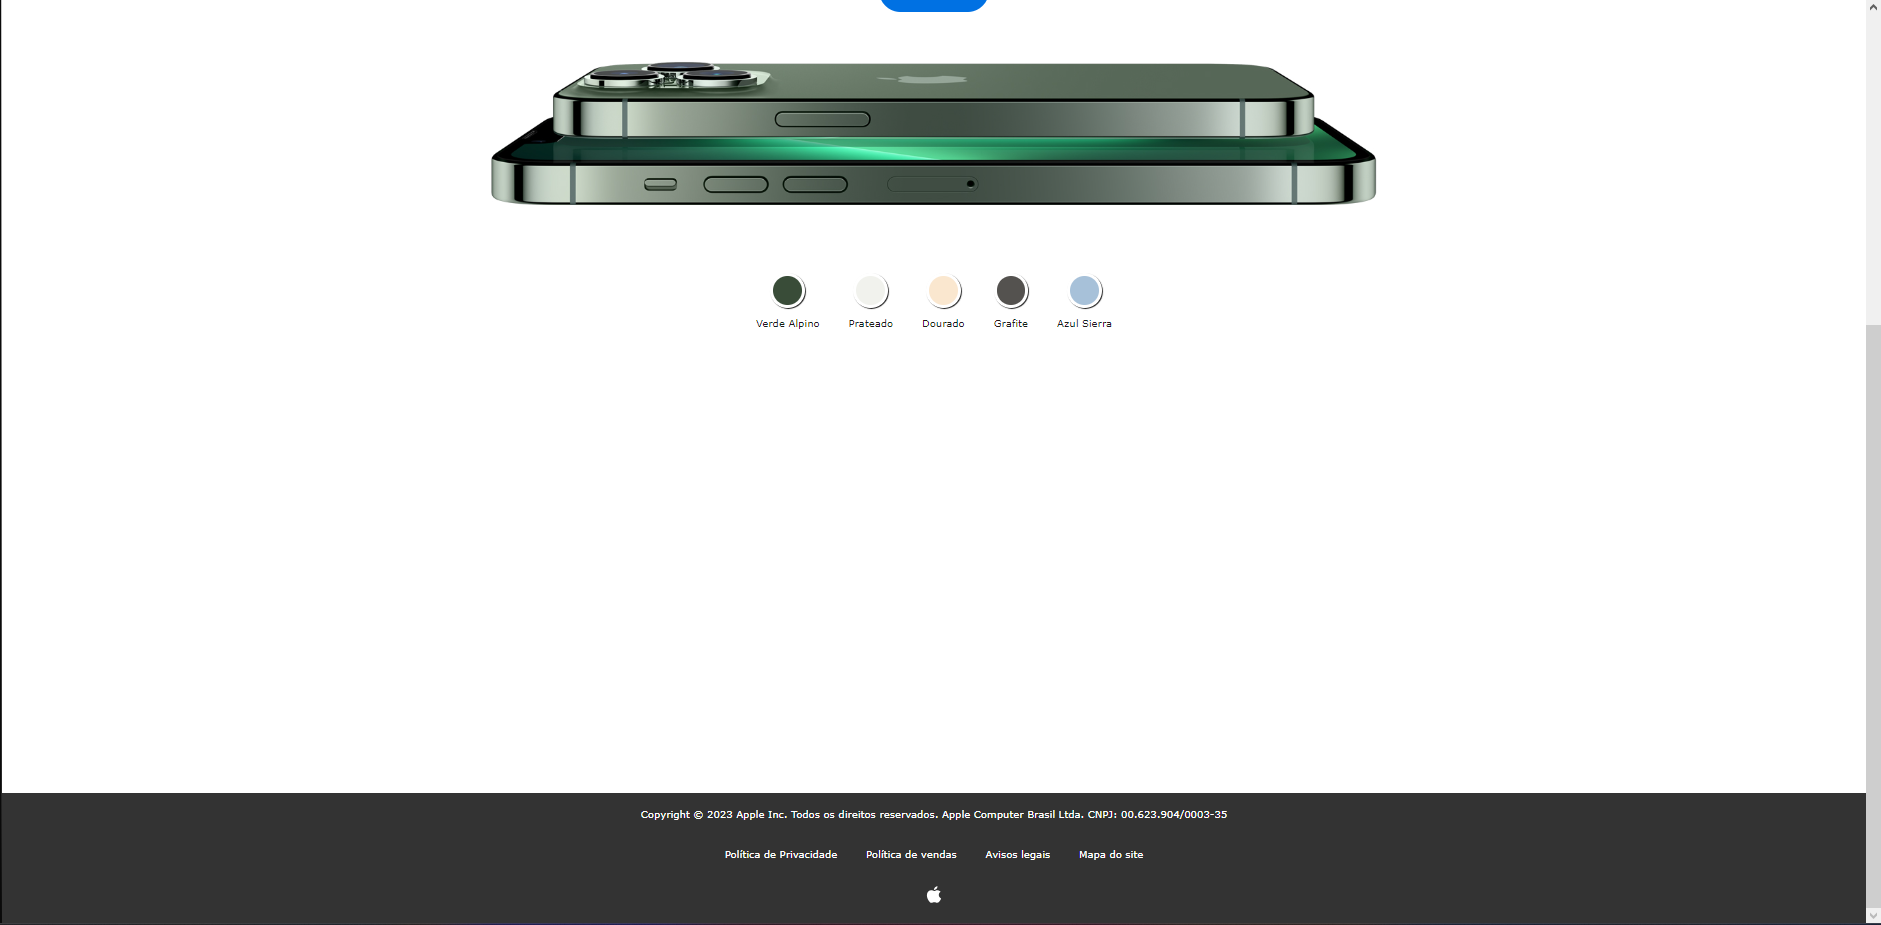 Verde Alpino Prateado Dourado Grafite Azul Sierra
Copyright © 2023 Apple Inc. Todos os direitos reservados. Apple Computer Brasil Ltda. CNPJ: 00.623.904/0003-35
Política de Privacidade Política de vendas Avisos legais Mapa do site